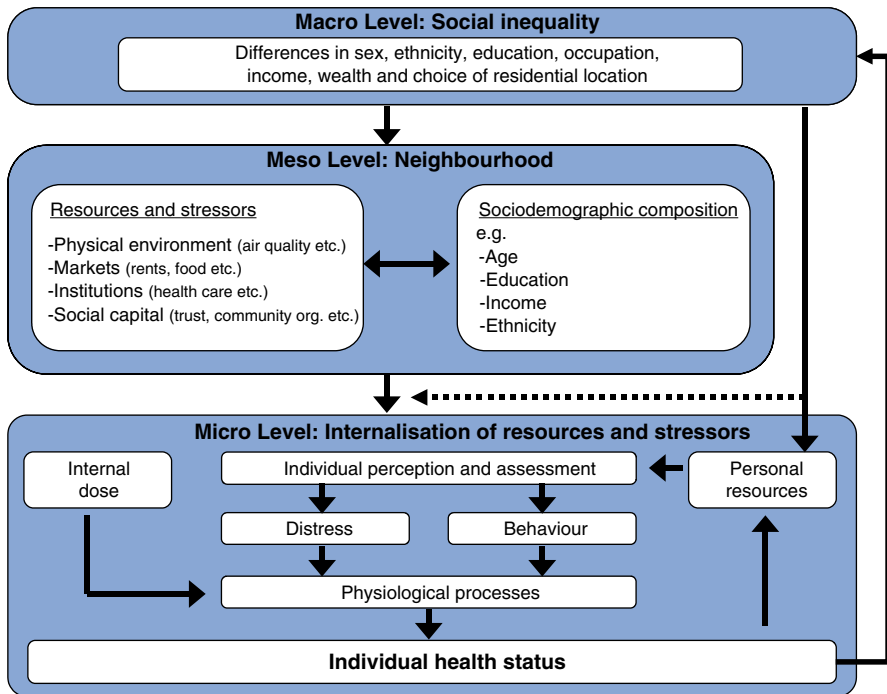 Macro Level: Social inequality
Differences in sex, ethnicity, education, occupation,
income, wealth and choice of residential location
Meso Level: Neighbourhood
Resources and stressors
-Physical environment (air quality etc.)
-Markets (rents, food etc.)
-Institutions (health care etc.)
-Social capital (trust, community org. etc.)
Sociodemographic composition
e.g.
-Age
-Education
-Income
-Ethnicity
Micro Level: Internalisation of resources and stressors
Internal
dose
Individual perception and assessment
Personal
resources
Distress
Behaviour
Physiological processes
Individual health status